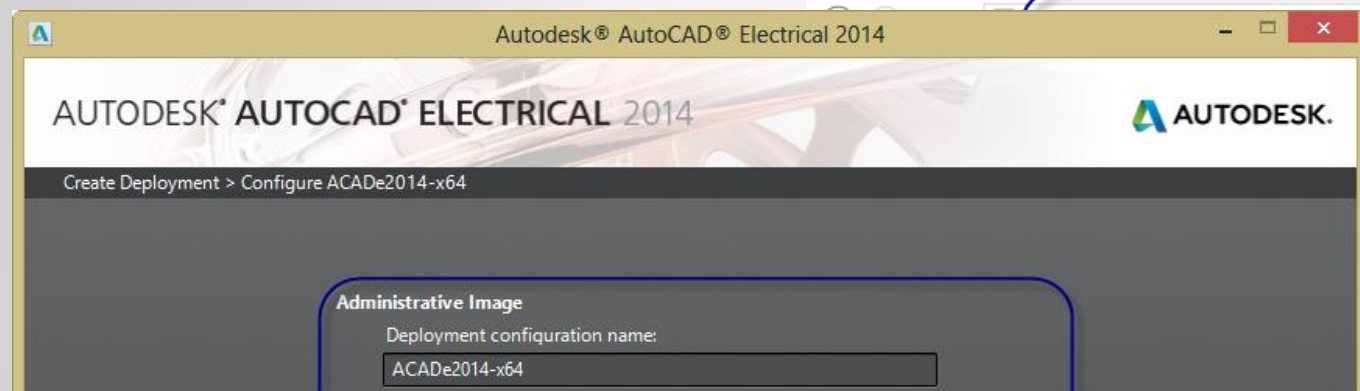 Autodesk® AutoCAD® Electrical 2014
AUTODESK® AUTOCAD® ELECTRICAL 2014
AUTODESK.
Create Deployment > Configure ACADe2014-x64
Administrative Image
Deployment configuration name:
ACADe2014-x64